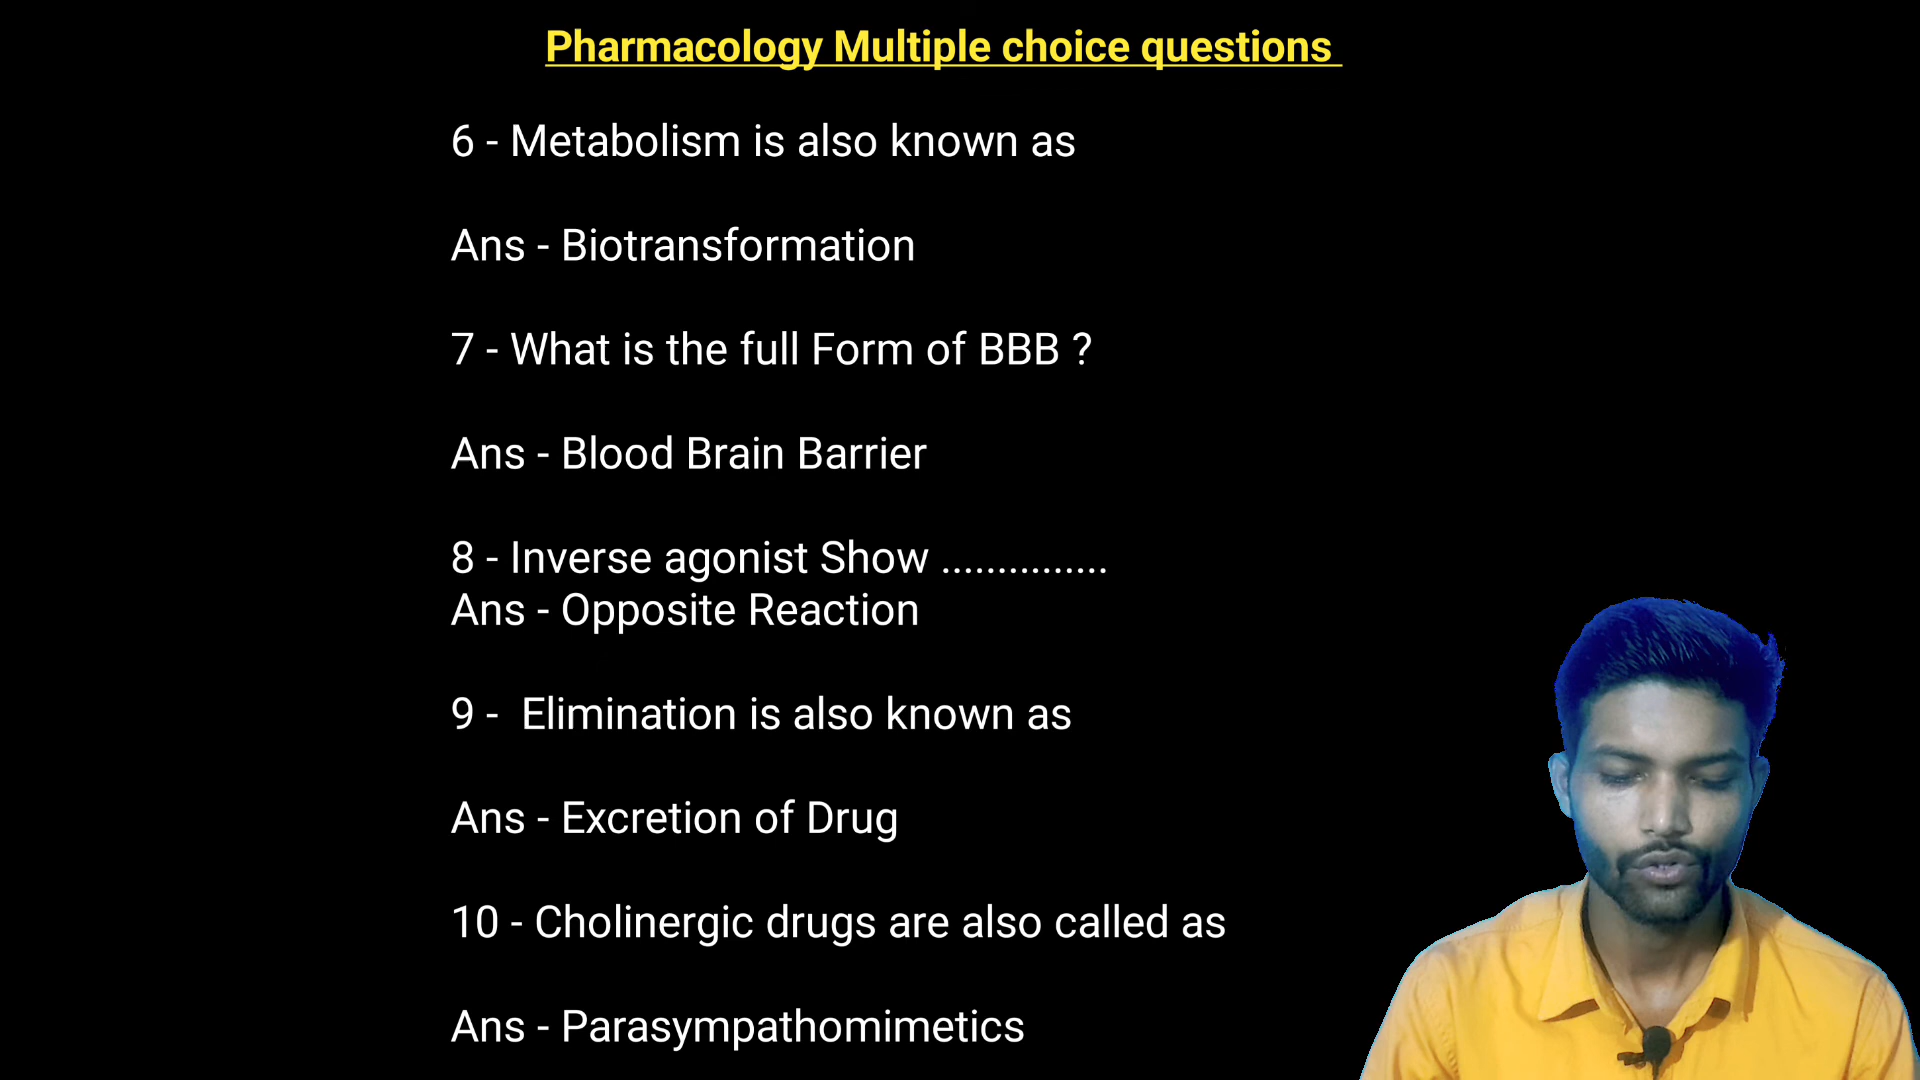 Pharmacology Multiple choice questions
6 - Metabolism is also known as
Ans - Biotransformation
7 - What is the full Form of BBB ?
Ans - Blood Brain Barrier
8 - Inverse agonist Show ...............
Ans - Opposite Reaction
9 -  Elimination is also known as
Ans - Excretion of Drug
10 - Cholinergic drugs are also called as
Ans - Parasympathomimetics